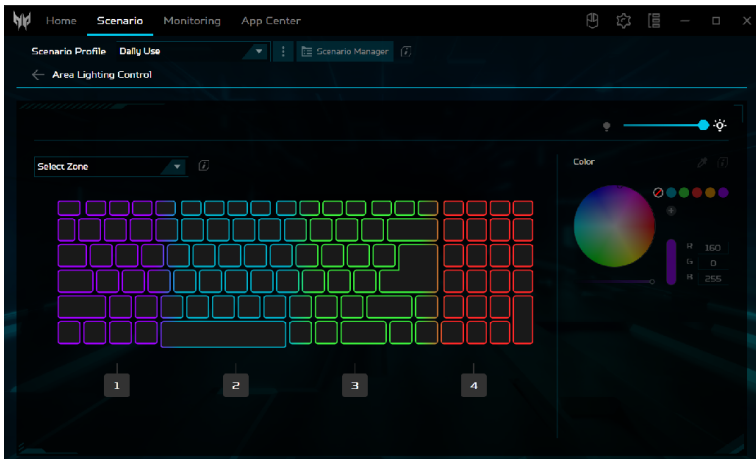 Home Scenario Monitoring App Center
Scenario Profile Daily Use Scenario Manager
Area Lighting Control
Select Zone
Color
R 160
G 0
B 255
1 2 3 4